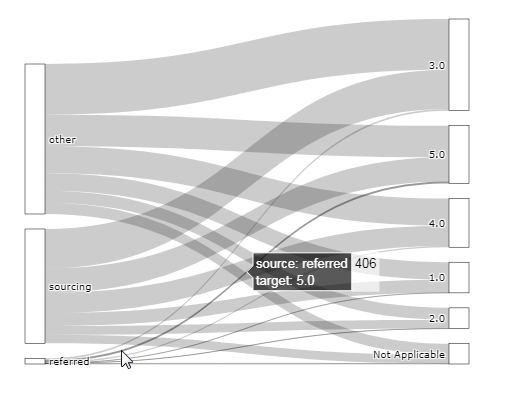 3.0
other
5.0
4.0
source: referred 406
target: 5.0
1.0
sourcing
2.0
Not Applicable
referred